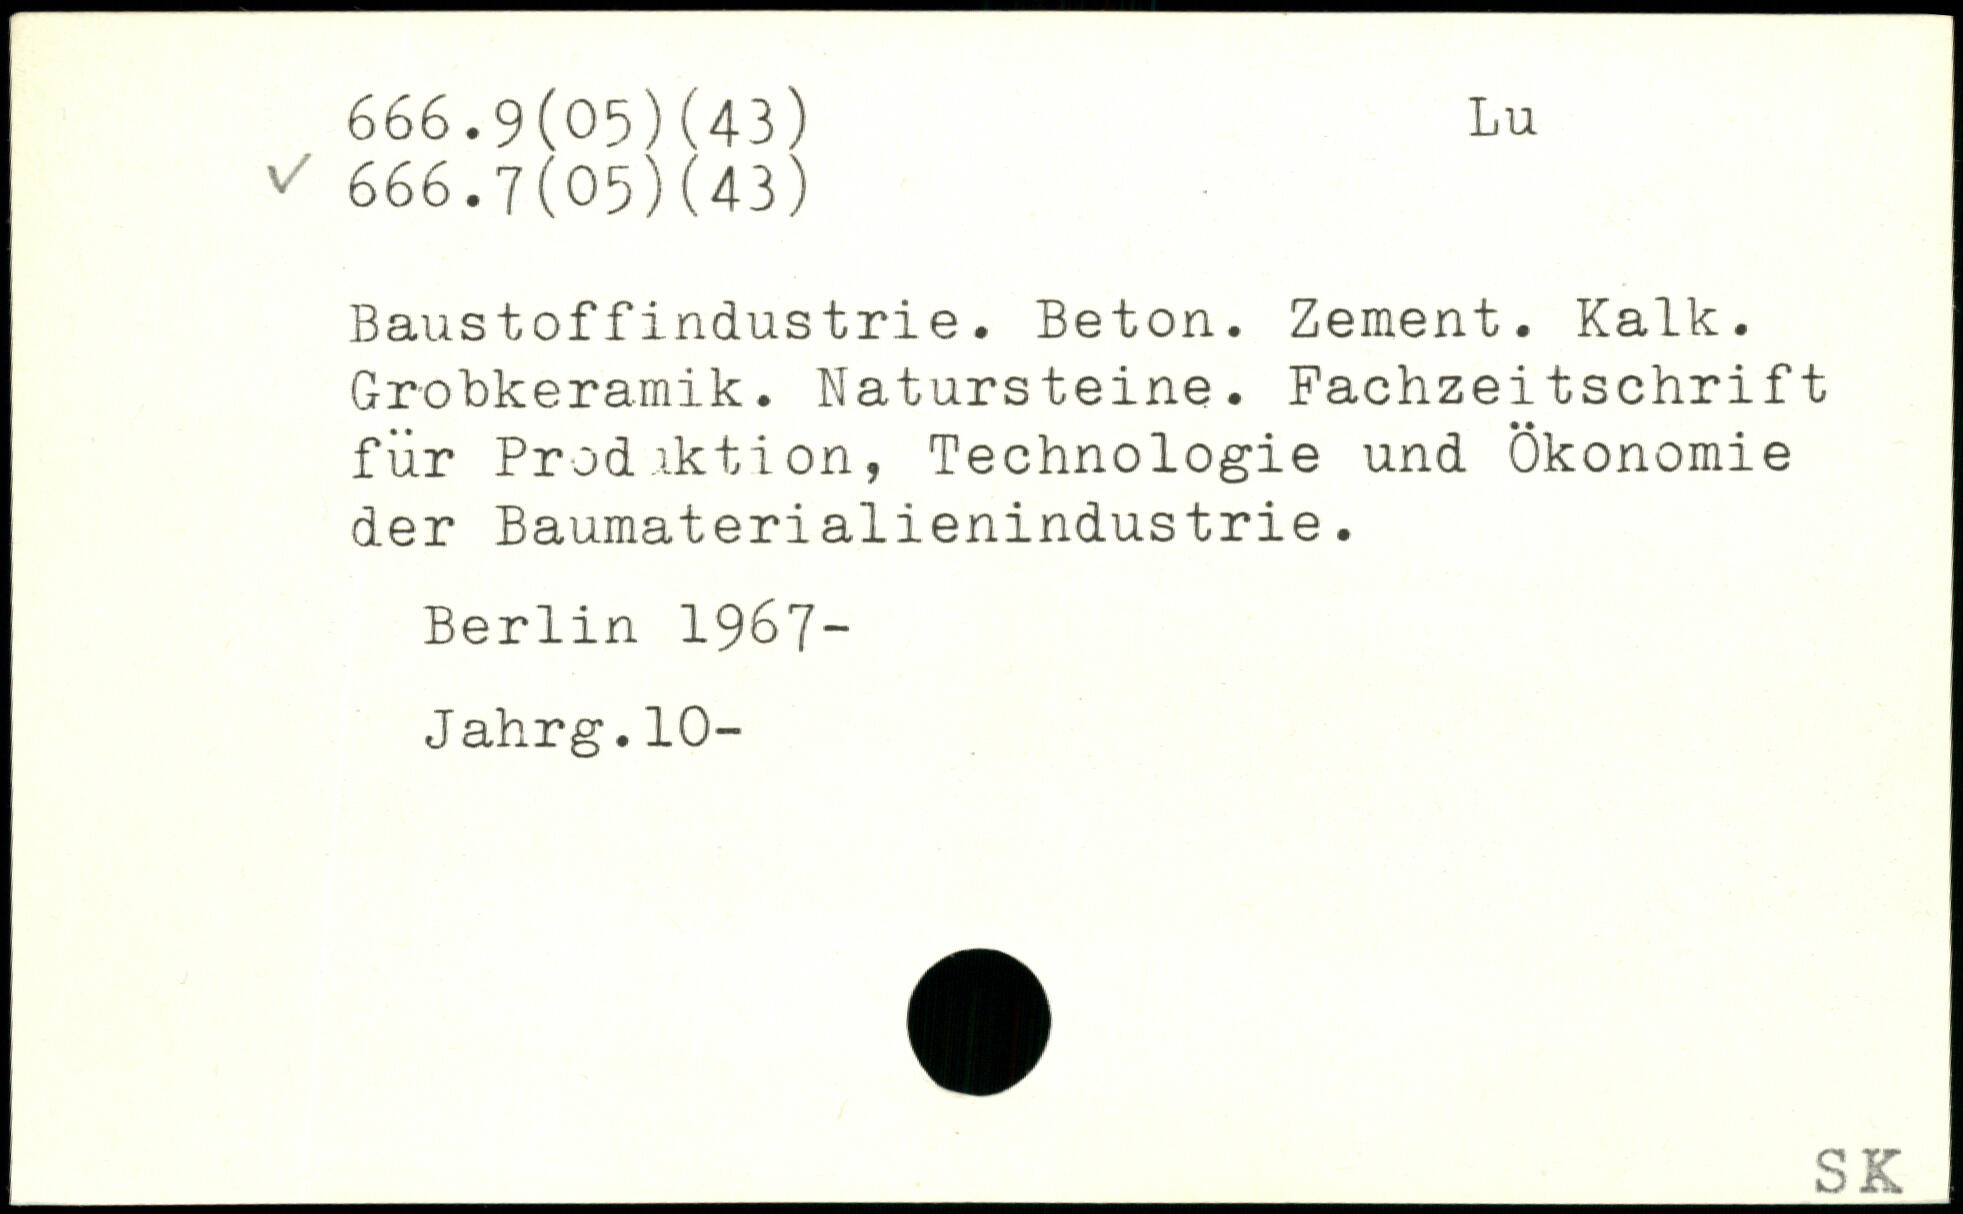 666.9(05)(43) Lu
✓ 666.7(05)(43)
Baustoffindustrie. Beton. Zement. Kalk.
Grobkeramik. Natursteine. Fachzeitschrift
für Produktion, Technologie und Ökonomie
der Baumaterialienindustrie.
Berlin 1967-
Jahrg.10-
SK